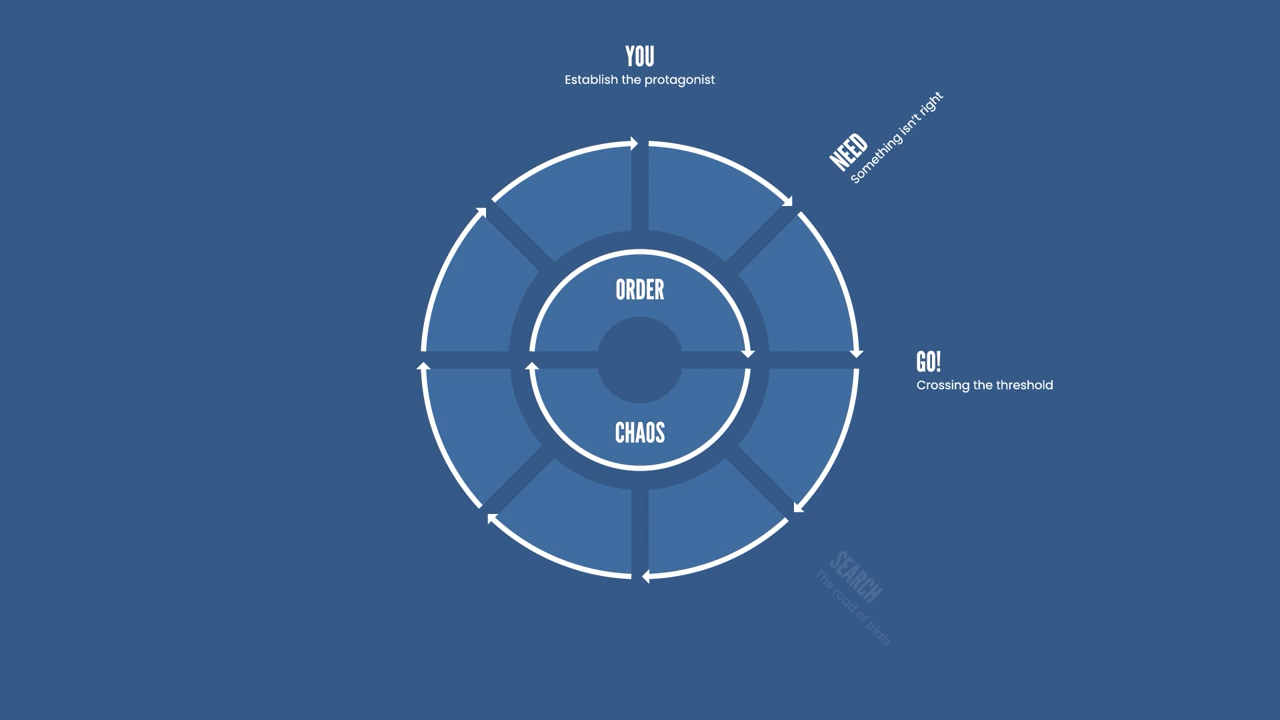 YOU
Establish the protagonist
NEED
Something isn't right
ORDER
GO!
Crossing the threshold
CHAOS
SEARCH
The road of trials